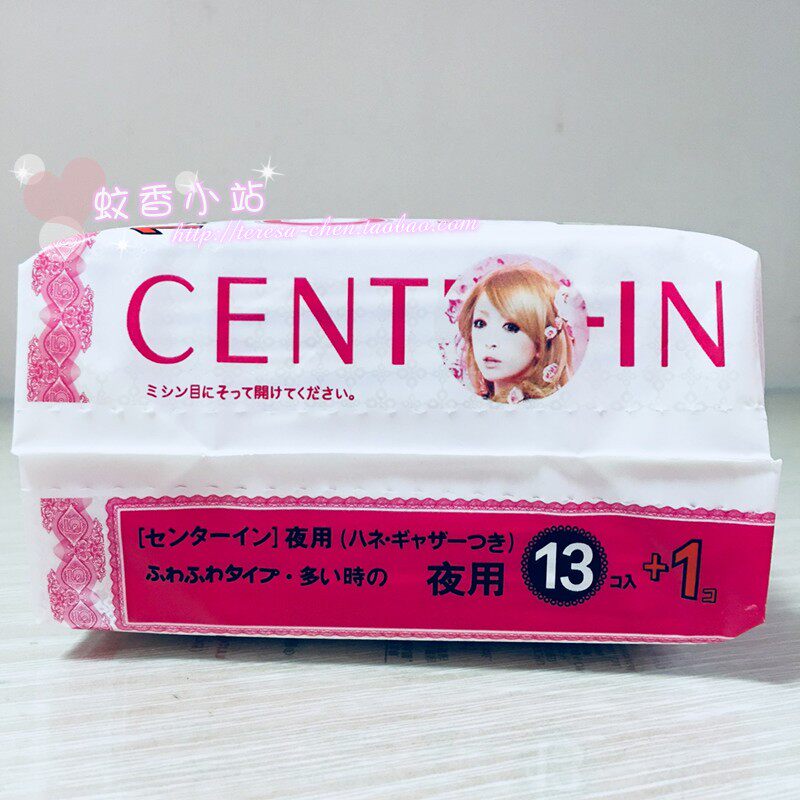 蚊香小站
http://teresa-chen.taobao.com
CENT -IN
ミシン目にそって開けてください。
[センターイン] 夜用 (ハネ・ギャザーつき)
ふわふわタイプ・多い時の 夜用 13コ入 +1コ